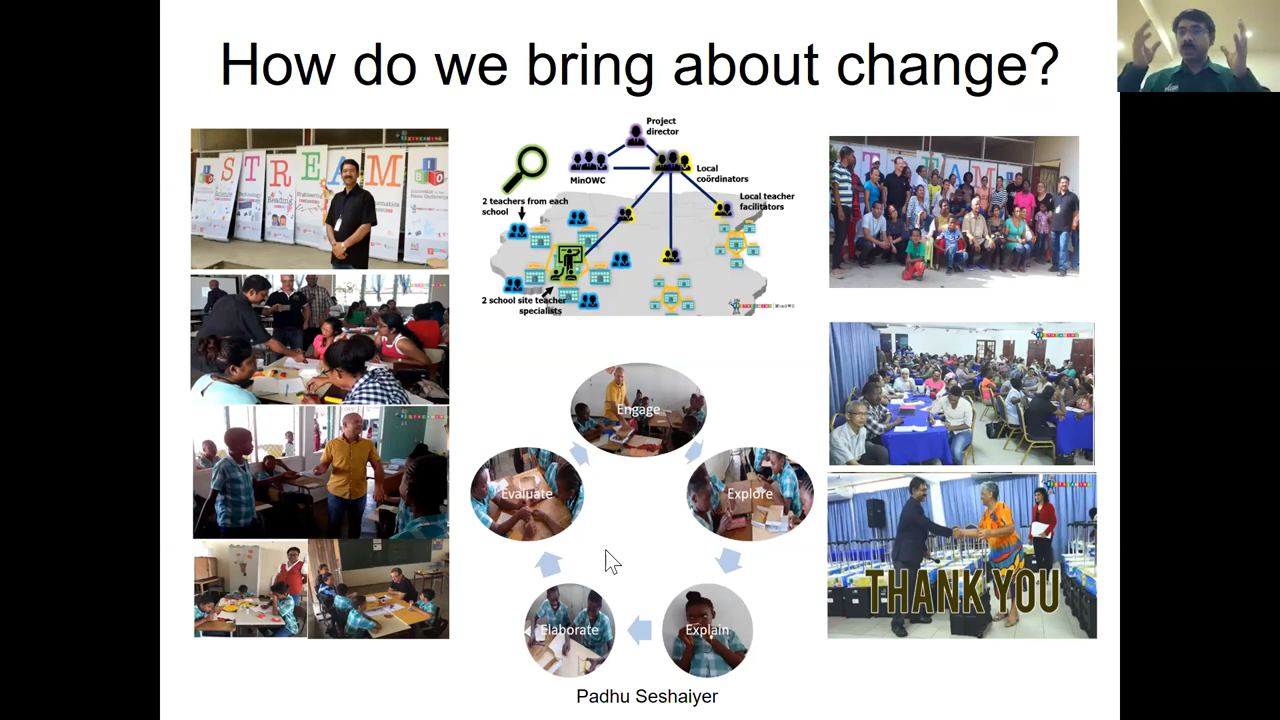 How do we bring about change?
STREAM
Project
director
MinOWC
Local
coördinators
2 teachers from each
school
Local teacher
facilitators
2 school site teacher
specialists
Engage
Explore
Explain
Elaborate
Evaluate
THANK YOU
Padhu Seshaiyer